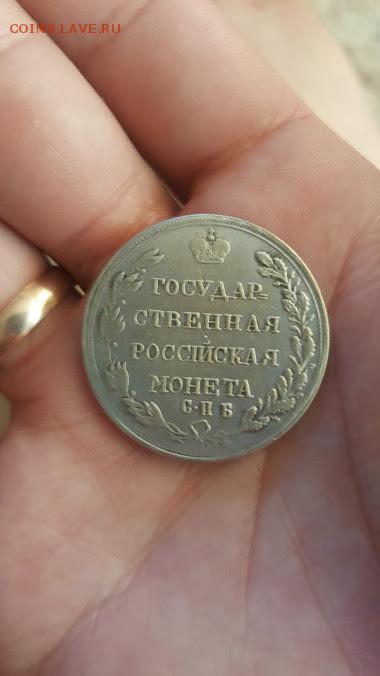 COINS.LAVE.RU
ГОСУДАР=
СТВЕННАЯ
РОССІЙСКАЯ
МОНЕТА
С·П·Б